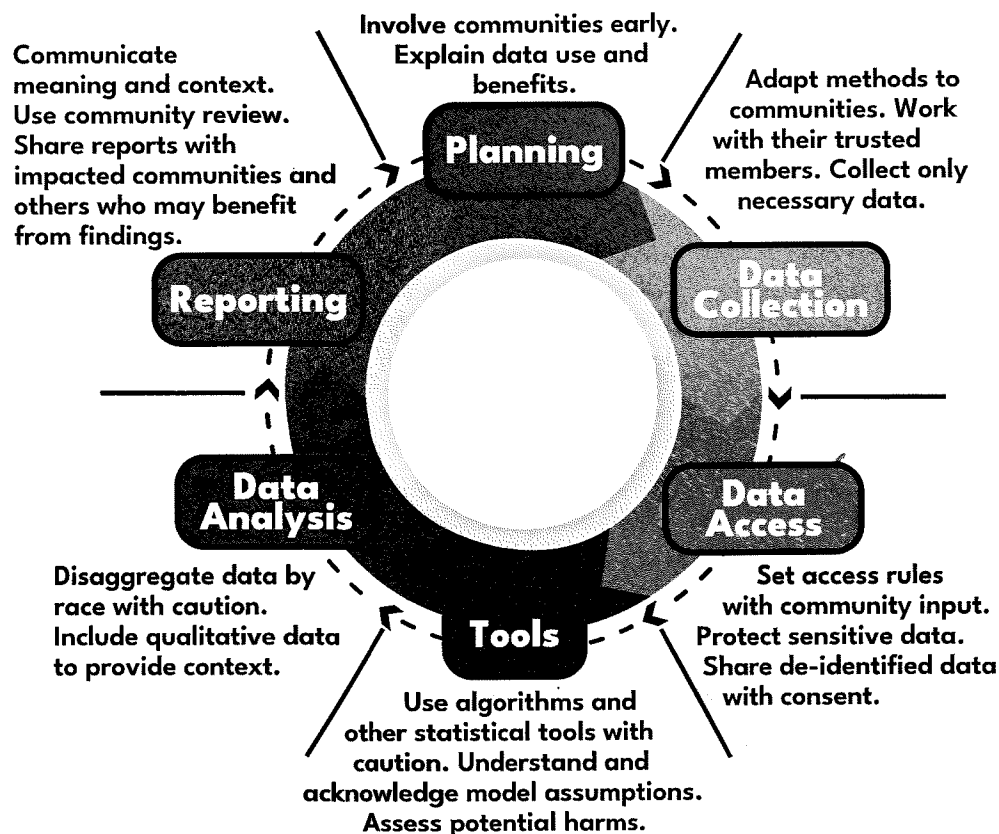 Planning
Involve communities early.
Explain data use and
benefits.
Data
Collection
Adapt methods to
communities. Work
with their trusted
members. Collect only
necessary data.
Data
Access
Set access rules
with community input.
Protect sensitive data.
Share de-identified data
with consent.
Tools
Use algorithms and
other statistical tools with
caution. Understand and
acknowledge model assumptions.
Assess potential harms.
Data
Analysis
Disaggregate data by
race with caution.
Include qualitative data
to provide context.
Reporting
Communicate
meaning and context.
Use community review.
Share reports with
impacted communities and
others who may benefit
from findings.